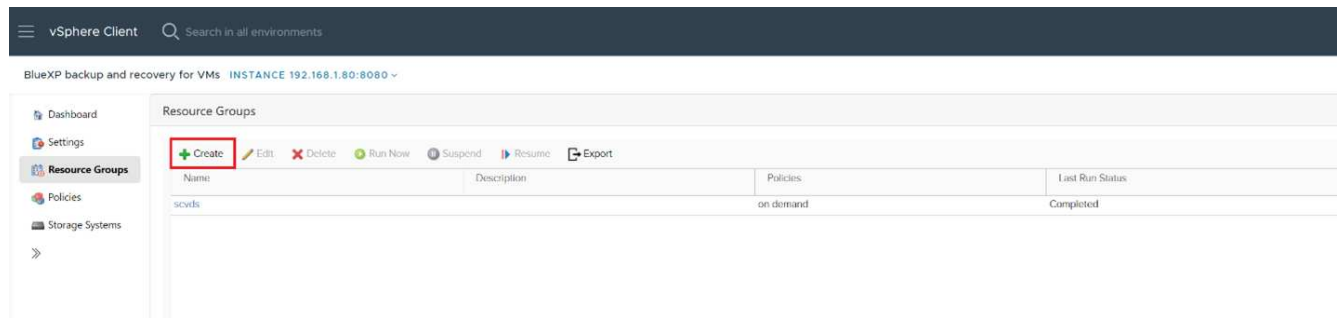 vSphere Client Search in all environments
BlueXP backup and recovery for VMs INSTANCE 192.168.1.80:8080
Dashboard
Settings
Resource Groups
Policies
Storage Systems
Resource Groups
Create Edit Delete Run Now Suspend Resume Export
Name Description Policies Last Run Status
scvds on demand Completed